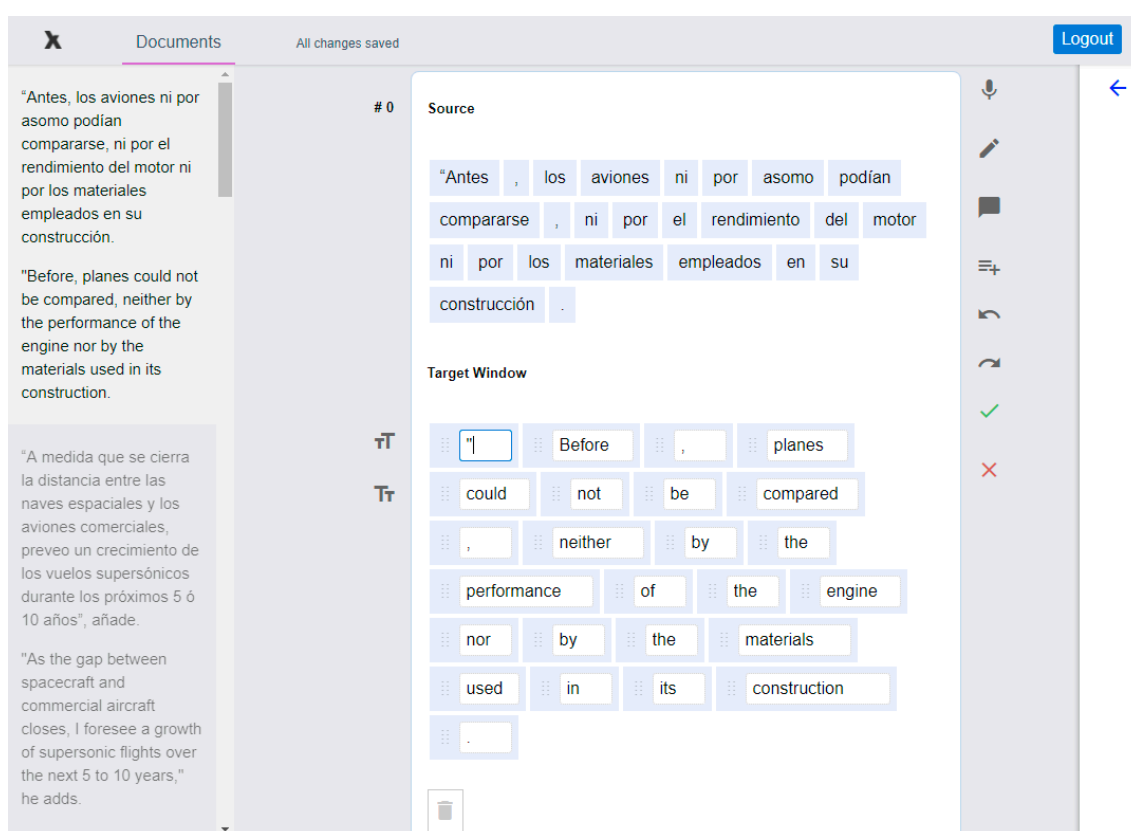 Documents
All changes saved
Logout
“Antes, los aviones ni por
asomo podían
compararse, ni por el
rendimiento del motor ni
por los materiales
empleados en su
construcción.
"Before, planes could not
be compared, neither by
the performance of the
engine nor by the
materials used in its
construction.
“A medida que se cierra
la distancia entre las
naves espaciales y los
aviones comerciales,
preveo un crecimiento de
los vuelos supersónicos
durante los próximos 5 ó
10 años”, añade.
"As the gap between
spacecraft and
commercial aircraft
closes, I foresee a growth
of supersonic flights over
the next 5 to 10 years,"
he adds.
# 0
Source
“Antes , los aviones ni por asomo podían
compararse , ni por el rendimiento del motor
ni por los materiales empleados en su
construcción .
Target Window
" Before , planes
could not be compared
, neither by the
performance of the engine
nor by the materials
used in its construction
.